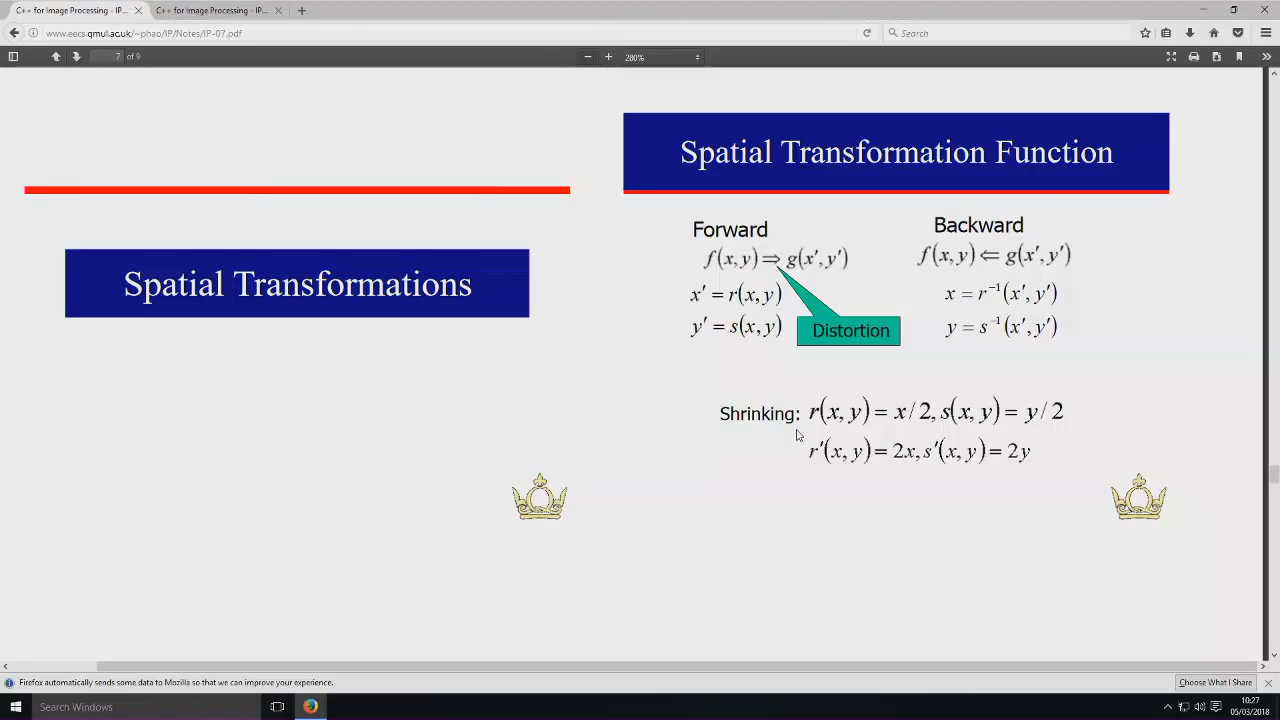 C++ for Image Processing - IP...
C++ for Image Processing - IP...
www.eecs.qmul.ac.uk/~phao/IP/Notes/IP-07.pdf
Search
7 of 9
280%
Spatial Transformations
Spatial Transformation Function
Forward
f(x,y)⇒g(x′,y′)
x′ = r(x,y)
y′ = s(x,y)
Distortion
Backward
f(x,y)⇐g(x′,y′)
x = r⁻¹(x′,y′)
y = s⁻¹(x′,y′)
Shrinking: r(x,y) = x/2, s(x,y) = y/2
r′(x,y) = 2x, s′(x,y) = 2y
Firefox automatically sends some data to Mozilla so that we can improve your experience.
Choose What I Share
Search Windows
10:27
05/03/2018